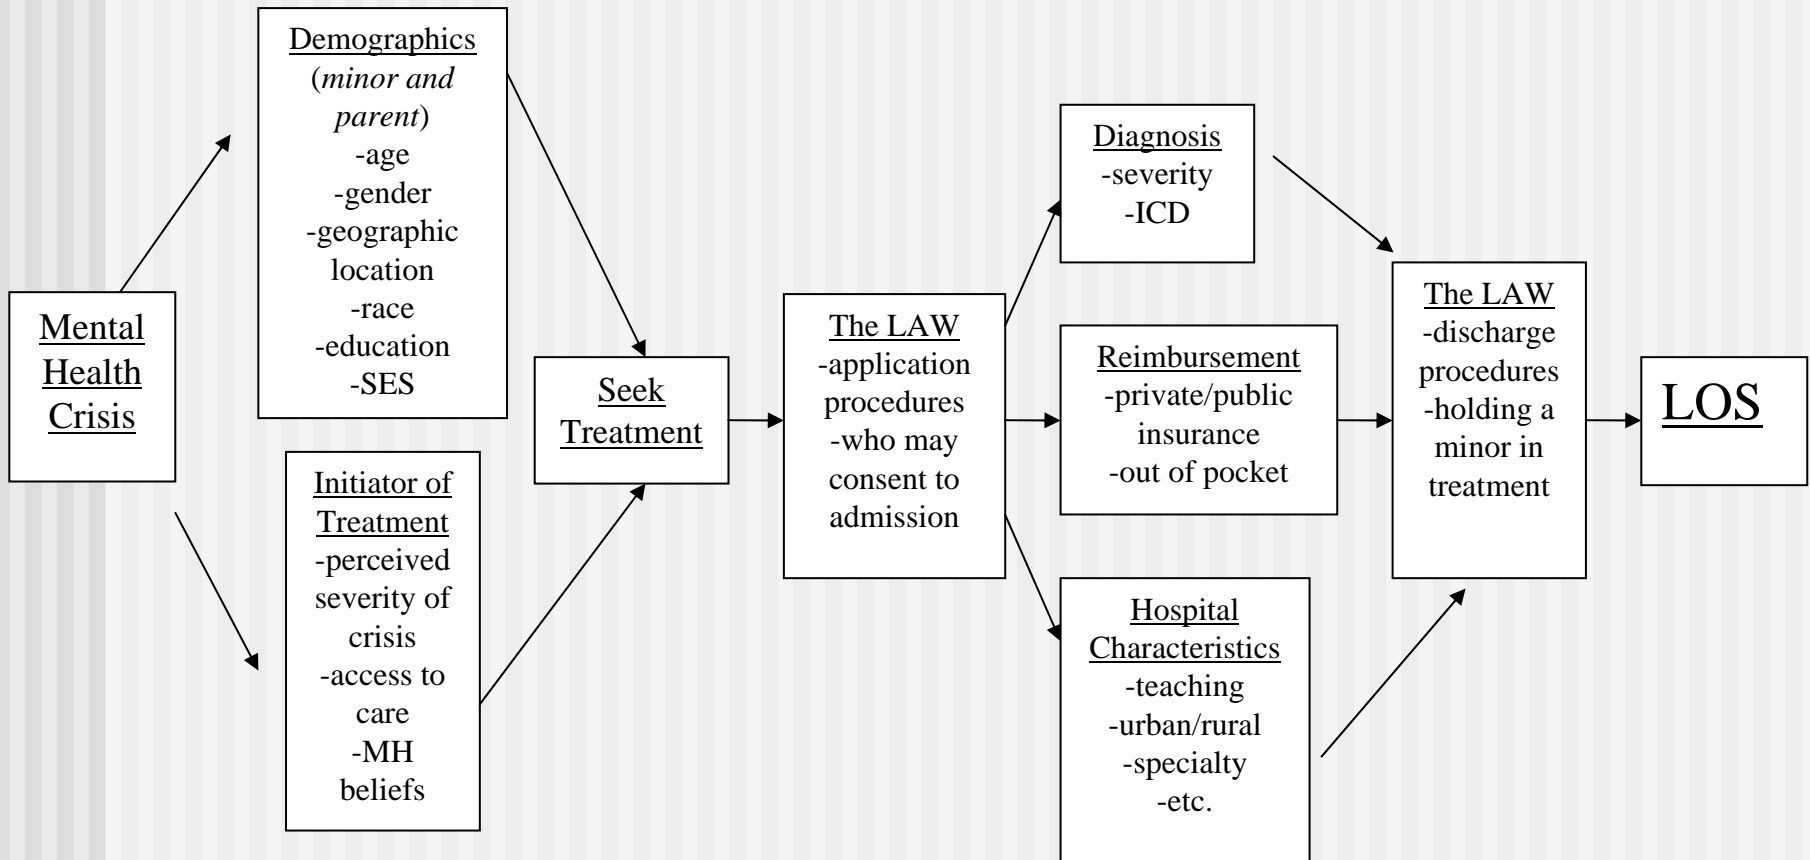 Mental
Health
Crisis
Demographics
(minor and
parent)
-age
-gender
-geographic
location
-race
-education
-SES
Initiator of
Treatment
-perceived
severity of
crisis
-access to
care
-MH
beliefs
Seek
Treatment
The LAW
-application
procedures
-who may
consent to
admission
Diagnosis
-severity
-ICD
Reimbursement
-private/public
insurance
-out of pocket
Hospital
Characteristics
-teaching
-urban/rural
-specialty
-etc.
The LAW
-discharge
procedures
-holding a
minor in
treatment
LOS